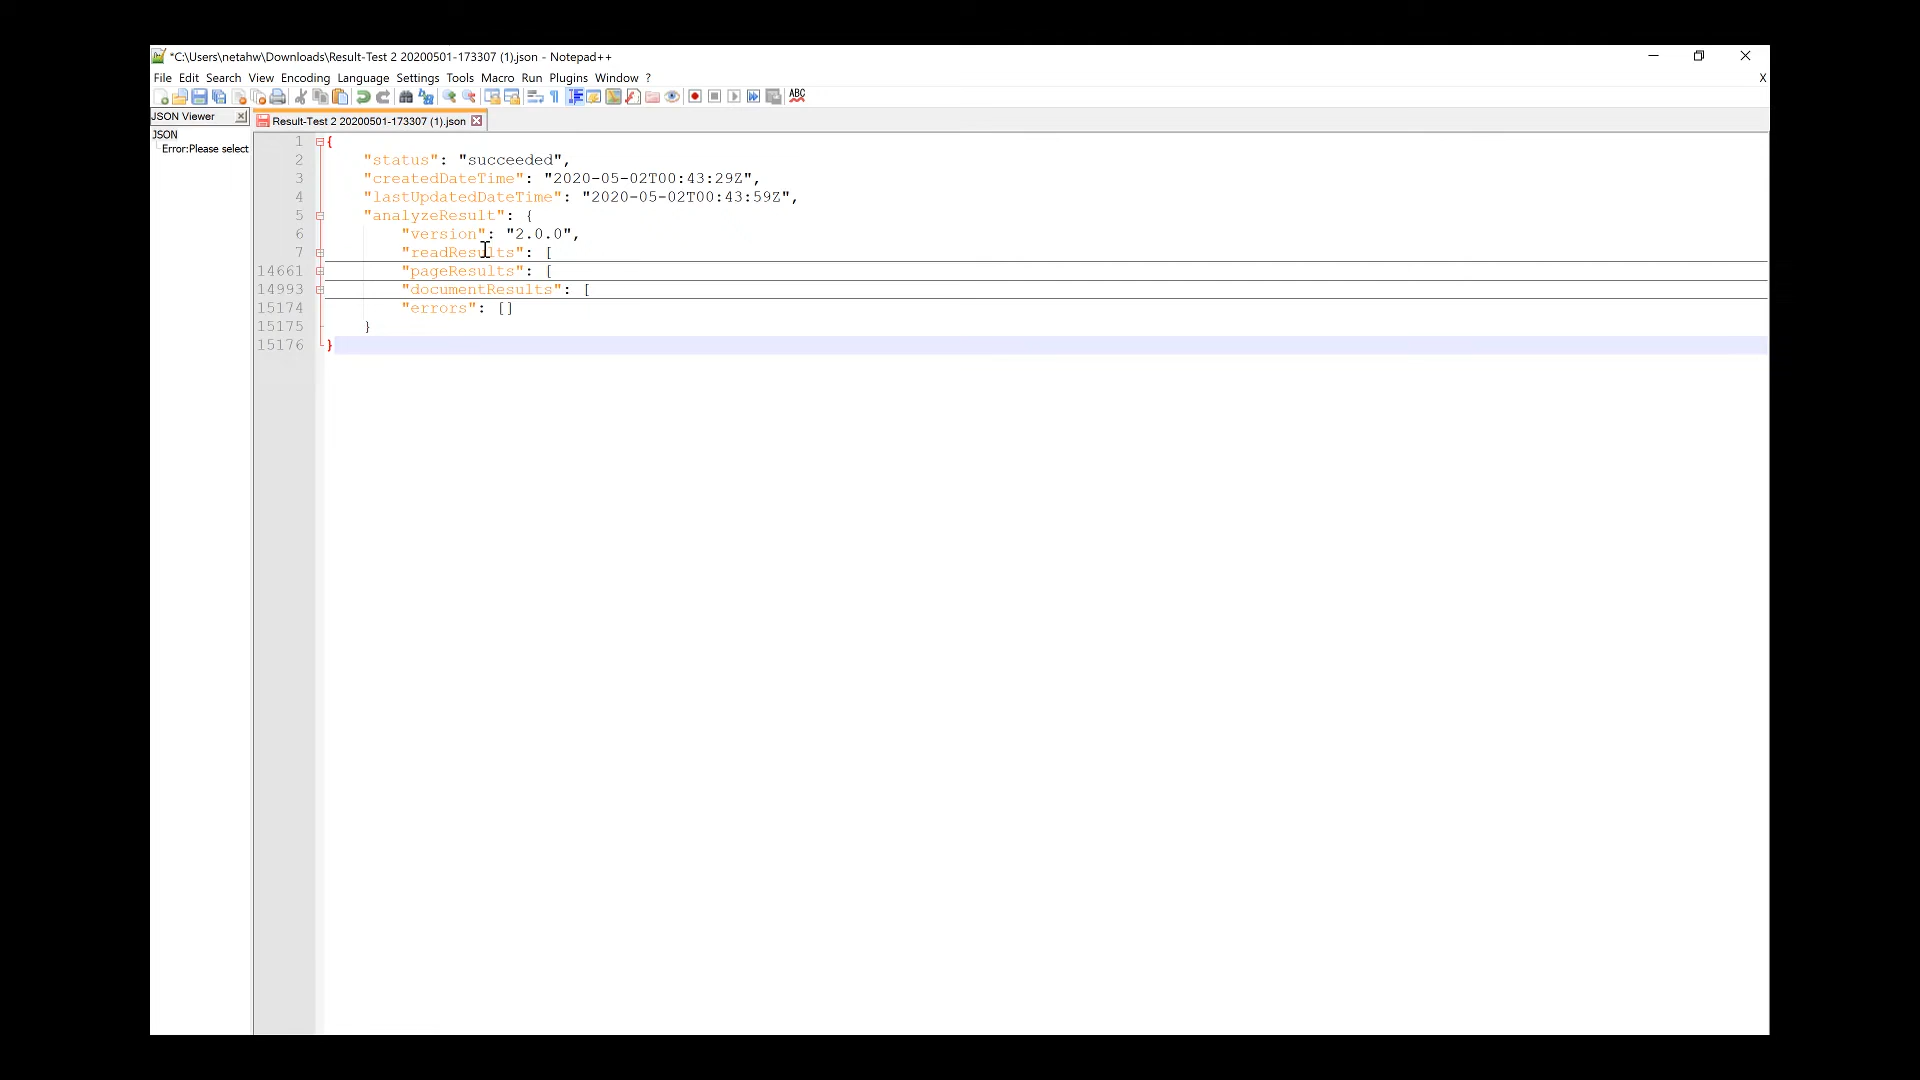 *C:\Users\netahw\Downloads\Result-Test 2 20200501-173307 (1).json - Notepad++
File Edit Search View Encoding Language Settings Tools Macro Run Plugins Window ?
X
ABC
JSON Viewer
Result-Test 2 20200501-173307 (1).json
JSON
Error:Please select
1 {
2 "status": "succeeded",
3 "createdDateTime": "2020-05-02T00:43:29Z",
4 "lastUpdatedDateTime": "2020-05-02T00:43:59Z",
5 "analyzeResult": {
6 "version": "2.0.0",
7 "readResults": [
14661 "pageResults": [
14993 "documentResults": [
15174 "errors": []
15175 }
15176 }